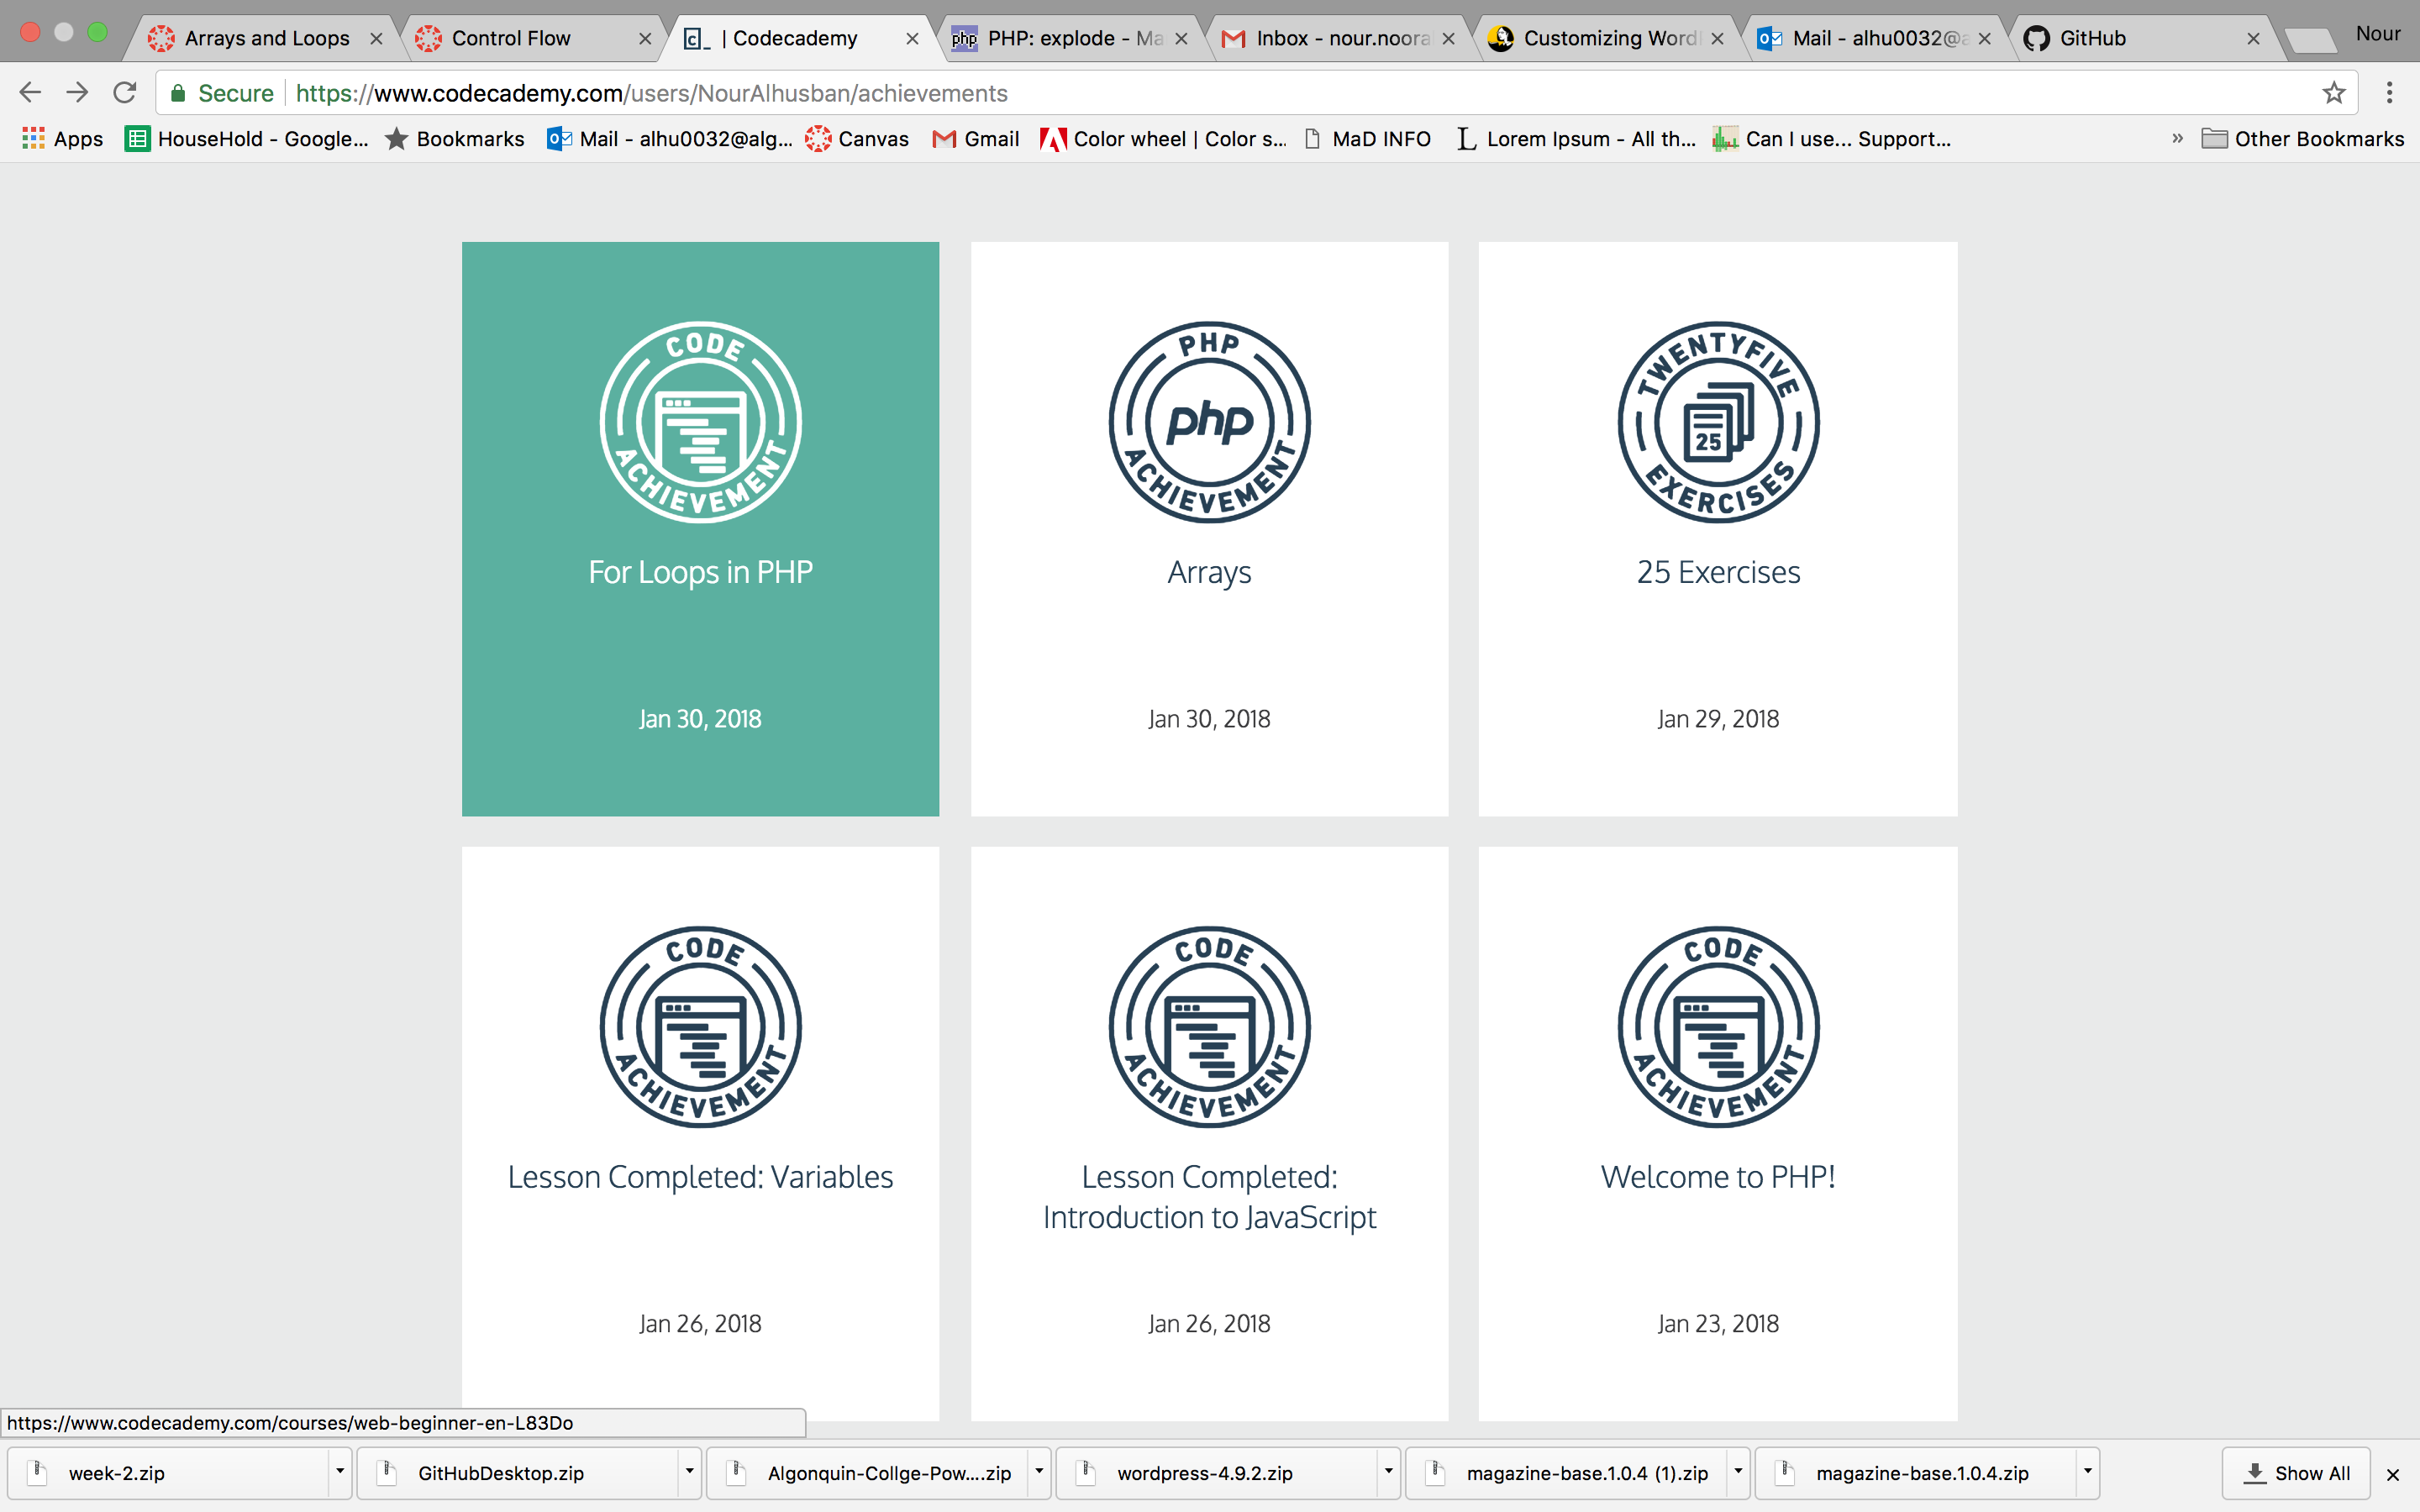 Arrays and Loops
Control Flow
c_ | Codecademy
php PHP: explode - Ma
Inbox - nour.noora
Customizing Word
Mail - alhu0032@a
GitHub
Nour
Secure https://www.codecademy.com/users/NourAlhusban/achievements
Apps
HouseHold - Google...
Bookmarks
Mail - alhu0032@alg...
Canvas
Gmail
Color wheel | Color s...
MaD INFO
L Lorem Ipsum - All th...
Can I use... Support...
» Other Bookmarks
CODE ACHIEVEMENT
For Loops in PHP
Jan 30, 2018
PHP ACHIEVEMENT
php
Arrays
Jan 30, 2018
TWENTYFIVE EXERCISES
25
25 Exercises
Jan 29, 2018
CODE ACHIEVEMENT
Lesson Completed: Variables
Jan 26, 2018
CODE ACHIEVEMENT
Lesson Completed:
Introduction to JavaScript
Jan 26, 2018
CODE ACHIEVEMENT
Welcome to PHP!
Jan 23, 2018
https://www.codecademy.com/courses/web-beginner-en-L83Do
week-2.zip
GitHubDesktop.zip
Algonquin-Collge-Pow....zip
wordpress-4.9.2.zip
magazine-base.1.0.4 (1).zip
magazine-base.1.0.4.zip
Show All